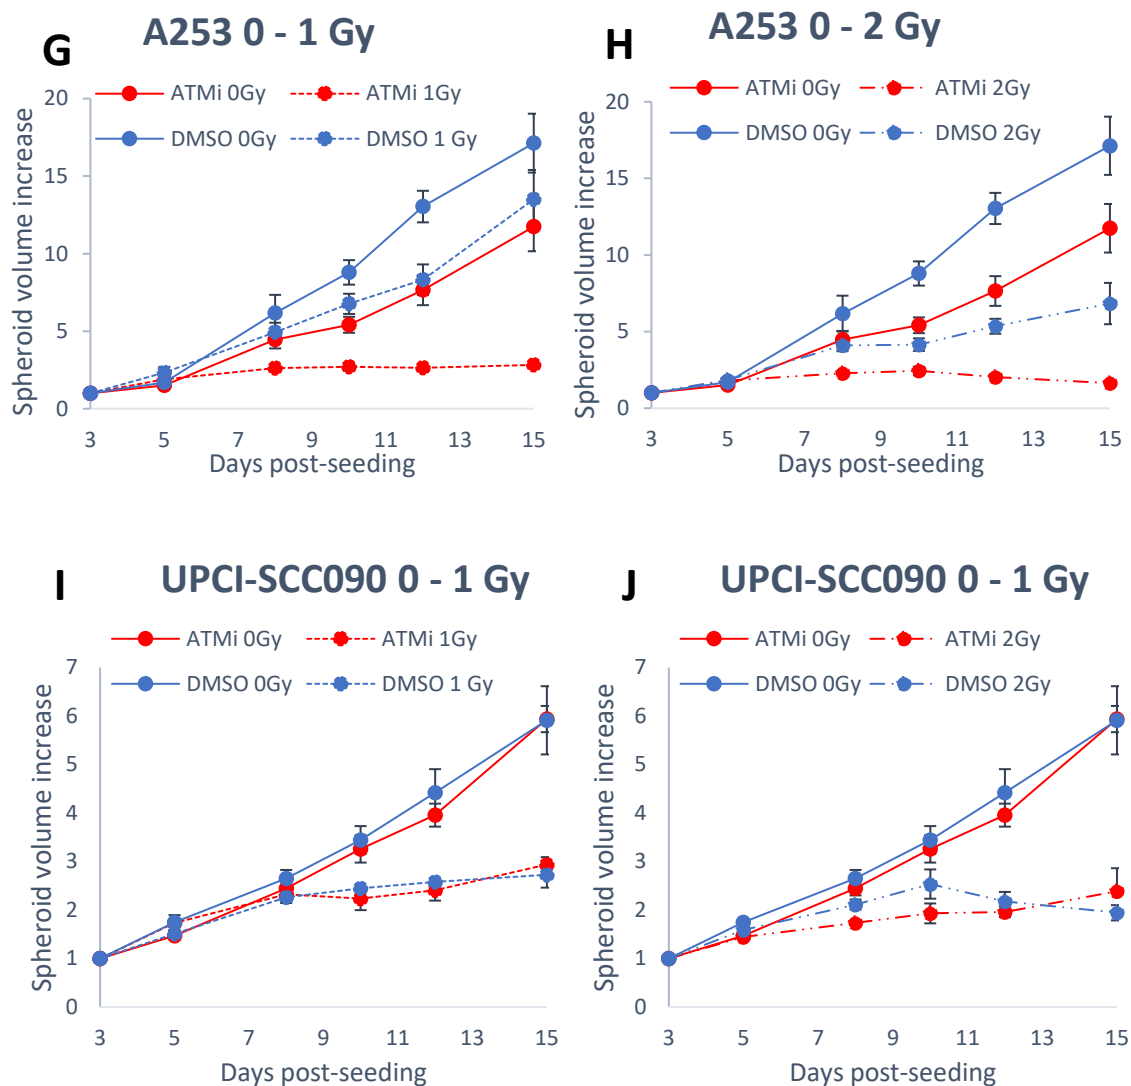 G
A253 0 - 1 Gy
ATMi 0Gy
ATMi 1Gy
DMSO 0Gy
DMSO 1 Gy
Spheroid volume increase
20
15
10
5
0
3 5 7 9 11 13 15
Days post-seeding
H
A253 0 - 2 Gy
ATMi 0Gy
ATMi 2Gy
DMSO 0Gy
DMSO 2Gy
Spheroid volume increase
20
15
10
5
0
3 5 7 9 11 13 15
Days post-seeding
I
UPCI-SCC090 0 - 1 Gy
ATMi 0Gy
ATMi 1Gy
DMSO 0Gy
DMSO 1 Gy
Spheroid volume increase
7
6
5
4
3
2
1
0
3 5 7 9 11 13 15
Days post-seeding
J
UPCI-SCC090 0 - 1 Gy
ATMi 0Gy
ATMi 2Gy
DMSO 0Gy
DMSO 2Gy
Spheroid volume increase
7
6
5
4
3
2
1
0
3 5 7 9 11 13 15
Days post-seeding